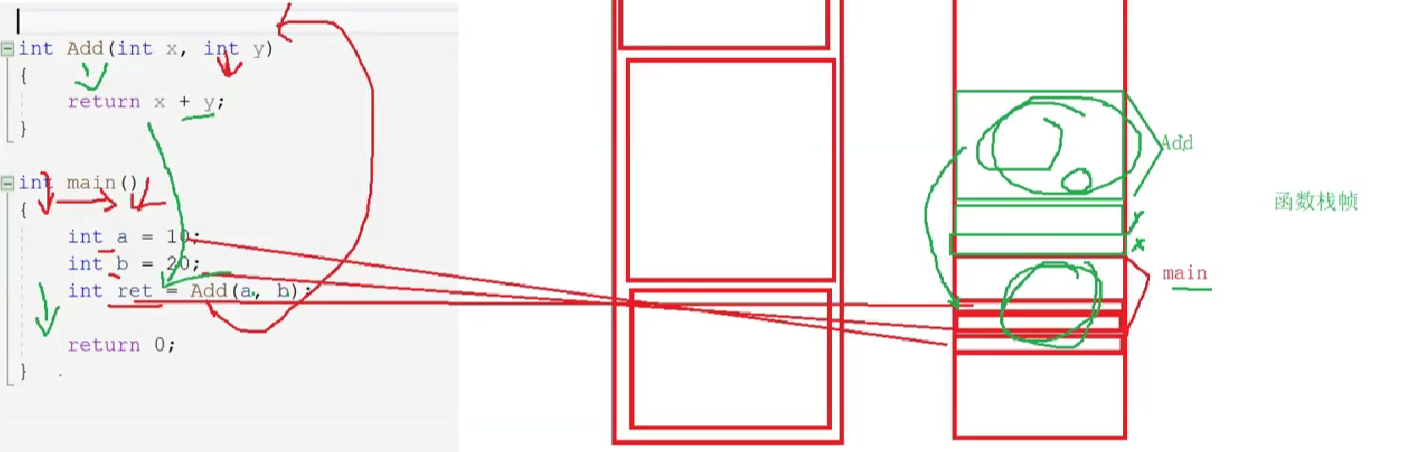 int Add(int x, int y)
{
return x + y;
}
int main()
{
int a = 10;
int b = 20;
int ret = Add(a, b);
return 0;
}
Add
Y
X
main
函数栈帧